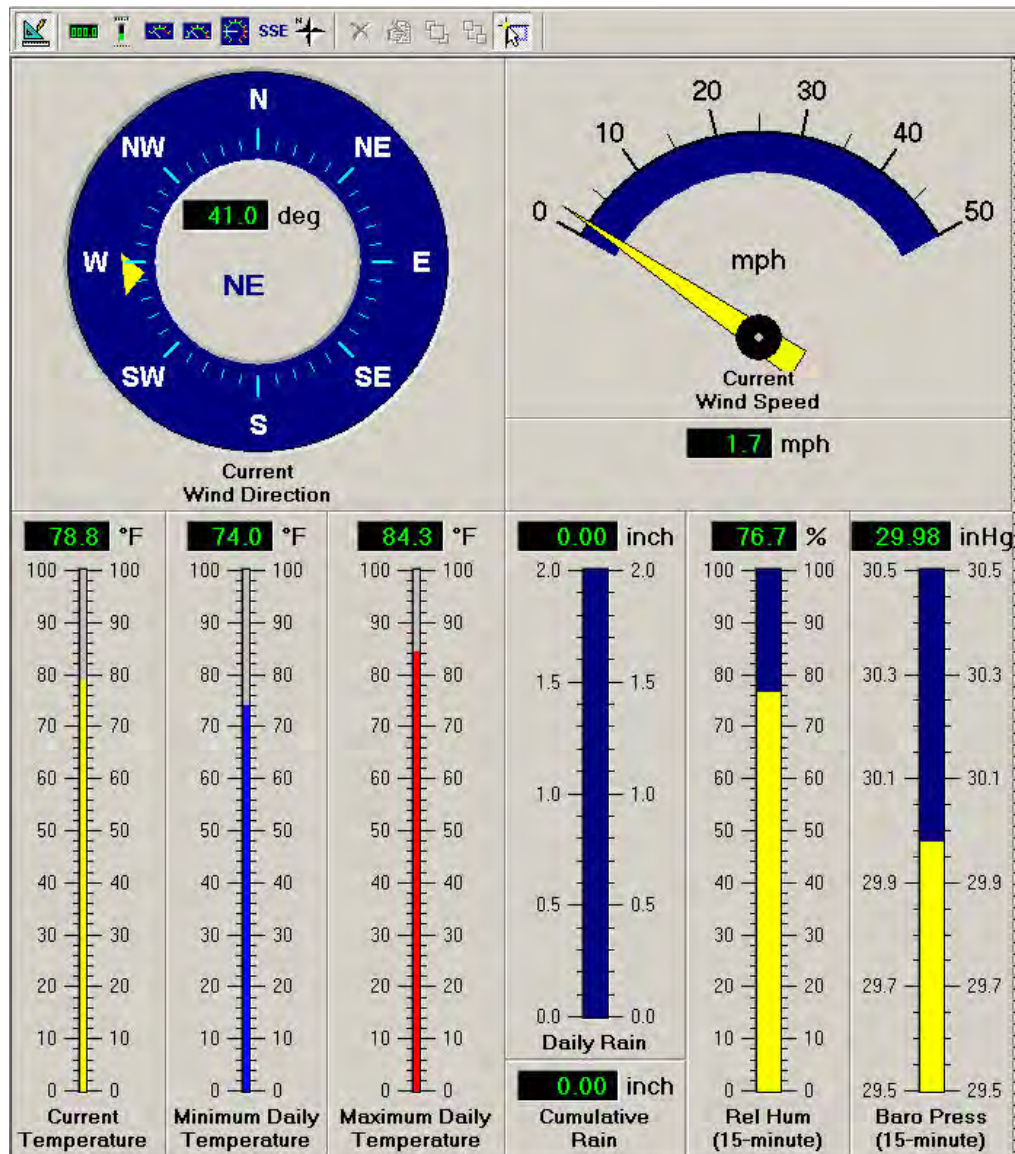 000.0 SSE N
N
NW NE
41.0 deg
W E
NE
SW SE
S
Current
Wind Direction
0 10 20 30 40 50
mph
Current
Wind Speed
1.7 mph
78.8 °F
100 100
90 90
80 80
70 70
60 60
50 50
40 40
30 30
20 20
10 10
0 0
Current
Temperature
74.0 °F
100 100
90 90
80 80
70 70
60 60
50 50
40 40
30 30
20 20
10 10
0 0
Minimum Daily
Temperature
84.3 °F
100 100
90 90
80 80
70 70
60 60
50 50
40 40
30 30
20 20
10 10
0 0
Maximum Daily
Temperature
0.00 inch
2.0 2.0
1.5 1.5
1.0 1.0
0.5 0.5
0.0 0.0
Daily Rain
0.00 inch
Cumulative
Rain
76.7 %
100 100
90 90
80 80
70 70
60 60
50 50
40 40
30 30
20 20
10 10
0 0
Rel Hum
(15-minute)
29.98 inHg
30.5 30.5
30.3 30.3
30.1 30.1
29.9 29.9
29.7 29.7
29.5 29.5
Baro Press
(15-minute)